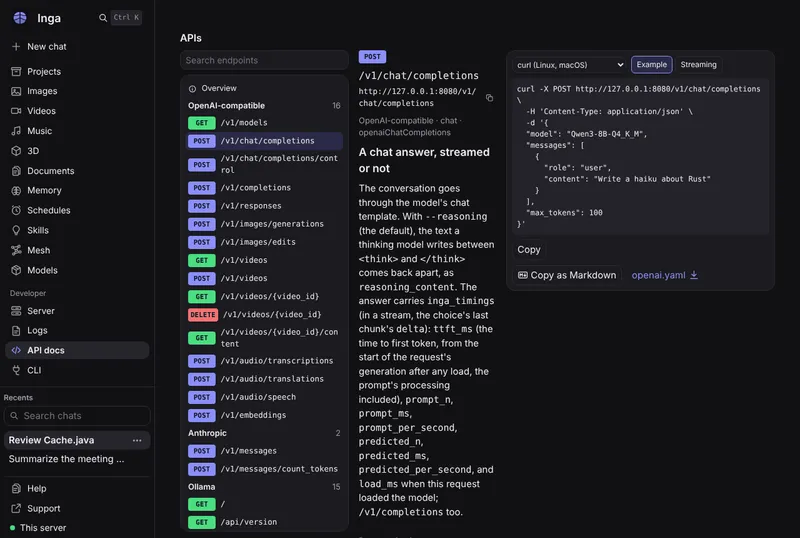 Inga
Ctrl K
New chat
Projects
Images
Videos
Music
3D
Documents
Memory
Schedules
Skills
Mesh
Models
Developer
Server
Logs
API docs
CLI
Recents
Search chats
Review Cache.java
Summarize the meeting ...
Help
Support
This server
APIs
Search endpoints
Overview
OpenAI-compatible 16
GET /v1/models
POST /v1/chat/completions
POST /v1/chat/completions/cont
rol
POST /v1/completions
POST /v1/responses
POST /v1/images/generations
POST /v1/images/edits
GET /v1/videos
POST /v1/videos
GET /v1/videos/{video_id}
DELETE /v1/videos/{video_id}
GET /v1/videos/{video_id}/con
tent
POST /v1/audio/transcriptions
POST /v1/audio/translations
POST /v1/audio/speech
POST /v1/embeddings
Anthropic 2
POST /v1/messages
POST /v1/messages/count_tokens
Ollama 15
GET /
GET /api/version
POST
/v1/chat/completions
http://127.0.0.1:8080/v1/
chat/completions
OpenAI-compatible · chat ·
openaiChatCompletions
A chat answer, streamed
or not
The conversation goes
through the model's chat
template. With --reasoning
(the default), the text a
thinking model writes between
<think> and </think>
comes back apart, as
reasoning_content. The
answer carries inga_timings
(in a stream, the choice's last
chunk's delta): ttft_ms (the
time to first token, from the
start of the request's
generation after any load, the
prompt's processing
included), prompt_n,
prompt_ms,
prompt_per_second,
predicted_n,
predicted_ms,
predicted_per_second, and
load_ms when this request
loaded the model;
/v1/completions too.
curl (Linux, macOS)
Example
Streaming
curl -X POST http://127.0.0.1:8080/v1/chat/completions
\
-H 'Content-Type: application/json' \
-d '{
"model": "Qwen3-8B-Q4_K_M",
"messages": [
{
"role": "user",
"content": "Write a haiku about Rust"
}
],
"max_tokens": 100
}'
Copy
Copy as Markdown
openai.yaml